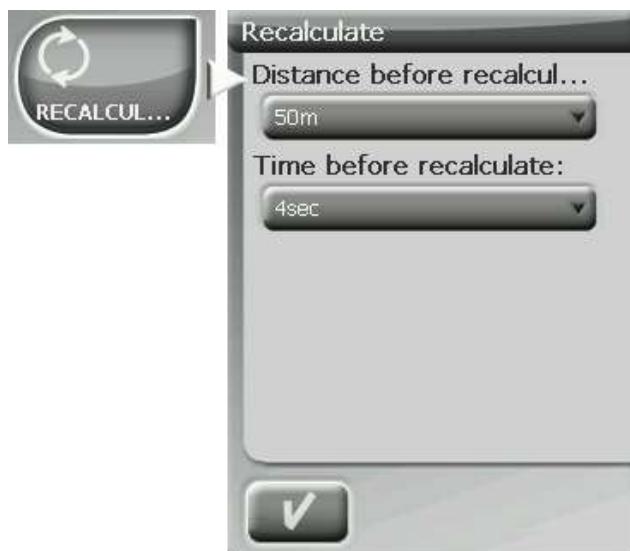 RECALCUL...
Recalculate
Distance before recalcul...
50m
Time before recalculate:
4sec